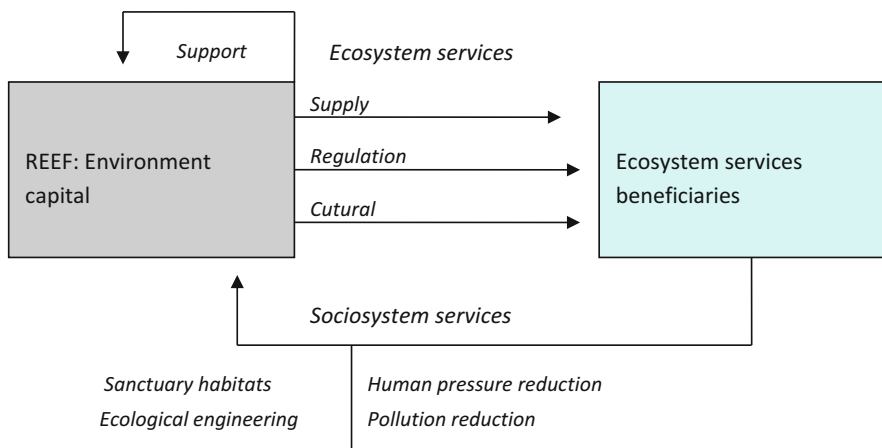 Support
Ecosystem services
Supply
REEF: Environment
capital
Regulation
Cutural
Ecosystem services
beneficiaries
Sociosystem services
Sanctuary habitats
Human pressure reduction
Ecological engineering
Pollution reduction